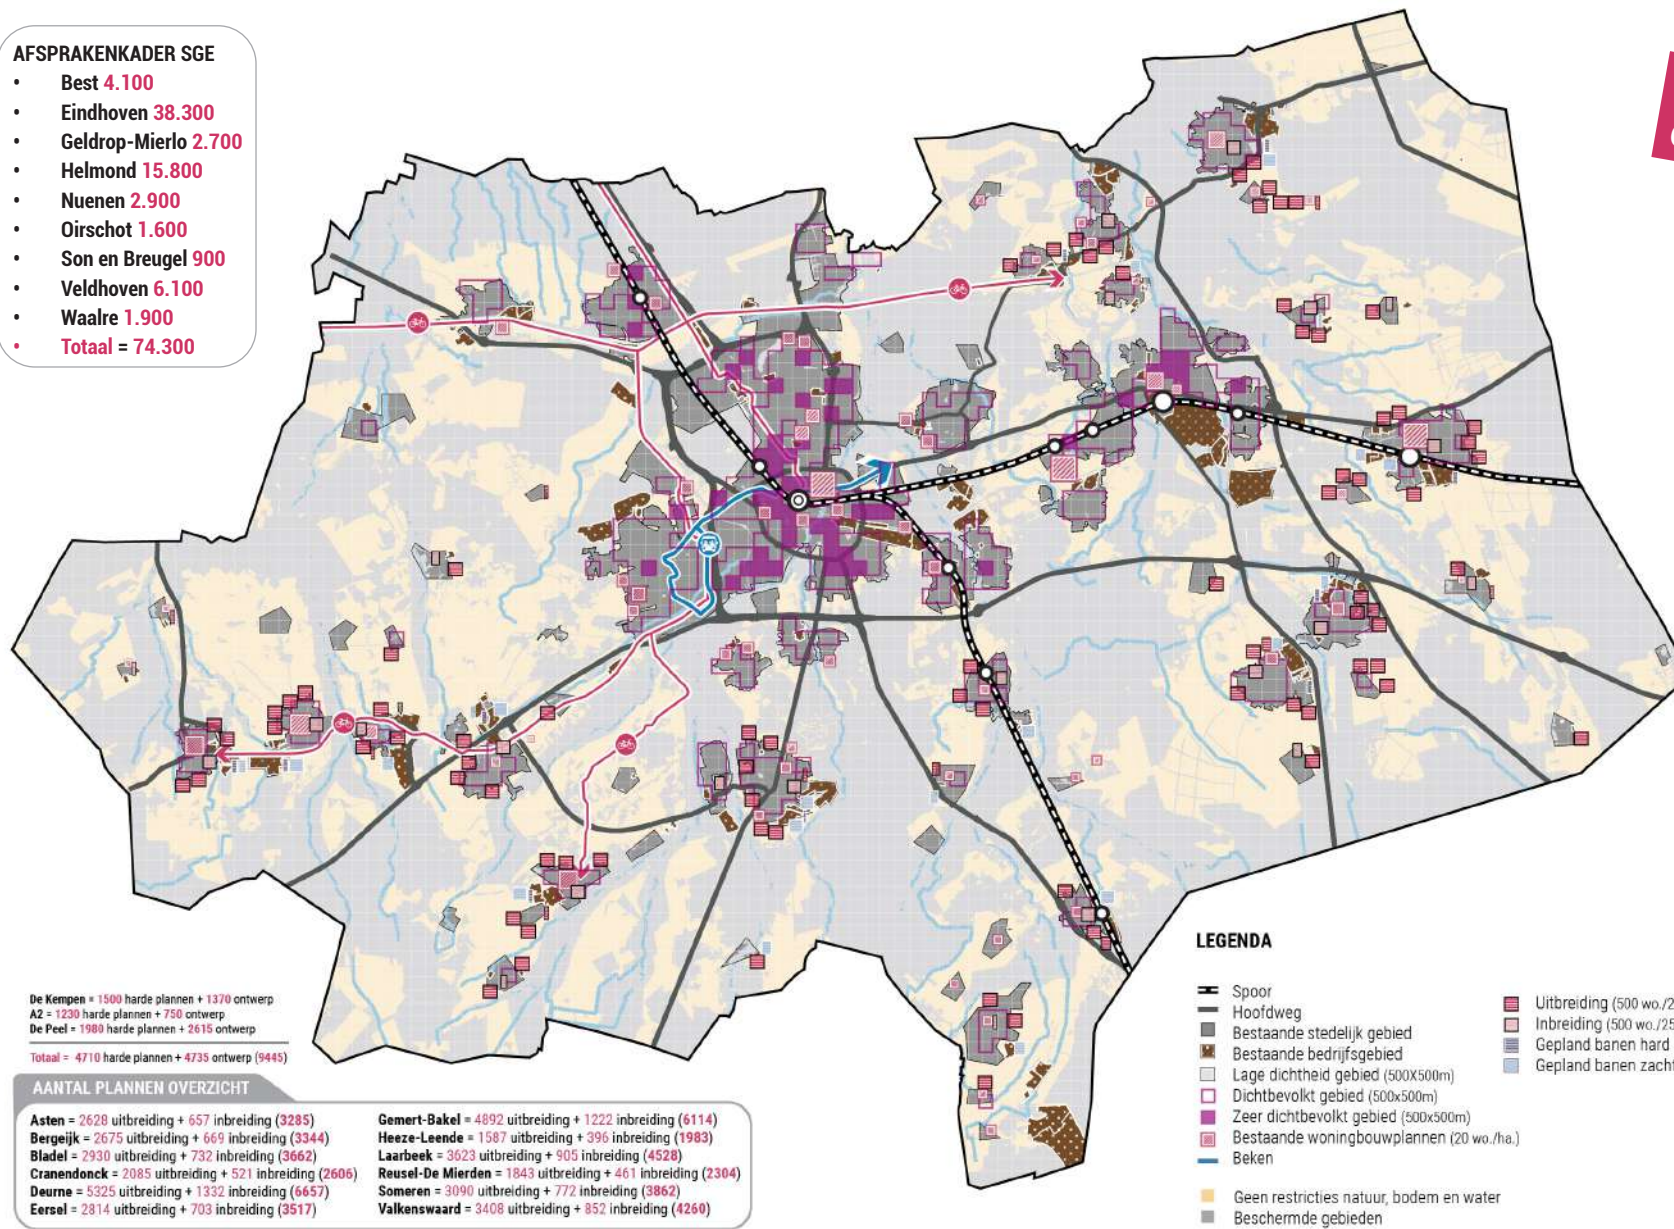 AFSPRAKENKADER SGE
• Best 4.100
• Eindhoven 38.300
• Geldrop-Mierlo 2.700
• Helmond 15.800
• Nuenen 2.900
• Oirschot 1.600
• Son en Breugel 900
• Veldhoven 6.100
• Waalre 1.900
• Totaal = 74.300
De Kempen = 1500 harde plannen + 1370 ontwerp
A2 = 1230 harde plannen + 750 ontwerp
De Peel = 1980 harde plannen + 2615 ontwerp
Totaal = 4710 harde plannen + 4735 ontwerp (9445)
AANTAL PLANNEN OVERZICHT
Asten = 2628 uitbreiding + 657 inbreiding (3285)
Bergeijk = 2675 uitbreiding + 669 inbreiding (3344)
Bladel = 2930 uitbreiding + 732 inbreiding (3662)
Cranendonck = 2085 uitbreiding + 521 inbreiding (2606)
Deurne = 5325 uitbreiding + 1332 inbreiding (6657)
Eersel = 2814 uitbreiding + 703 inbreiding (3517)
Gemert-Bakel = 4892 uitbreiding + 1222 inbreiding (6114)
Heeze-Leende = 1587 uitbreiding + 396 inbreiding (1983)
Laarbeek = 3623 uitbreiding + 905 inbreiding (4528)
Reusel-De Mierden = 1843 uitbreiding + 461 inbreiding (2304)
Someren = 3090 uitbreiding + 772 inbreiding (3862)
Valkenswaard = 3408 uitbreiding + 852 inbreiding (4260)
LEGENDA
Spoor
Hoofdweg
Bestaande stedelijk gebied
Bestaande bedrijfsgebied
Lage dichtheid gebied (500X500m)
Dichtbevolkt gebied (500x500m)
Zeer dichtbevolkt gebied (500x500m)
Bestaande woningbouwplannen (20 wo./ha.)
Beken
Geen restricties natuur, bodem en water
Beschermde gebieden
Uitbreiding (500 wo./2
Inbreiding (500 wo./25
Gepland banen hard
Gepland banen zach